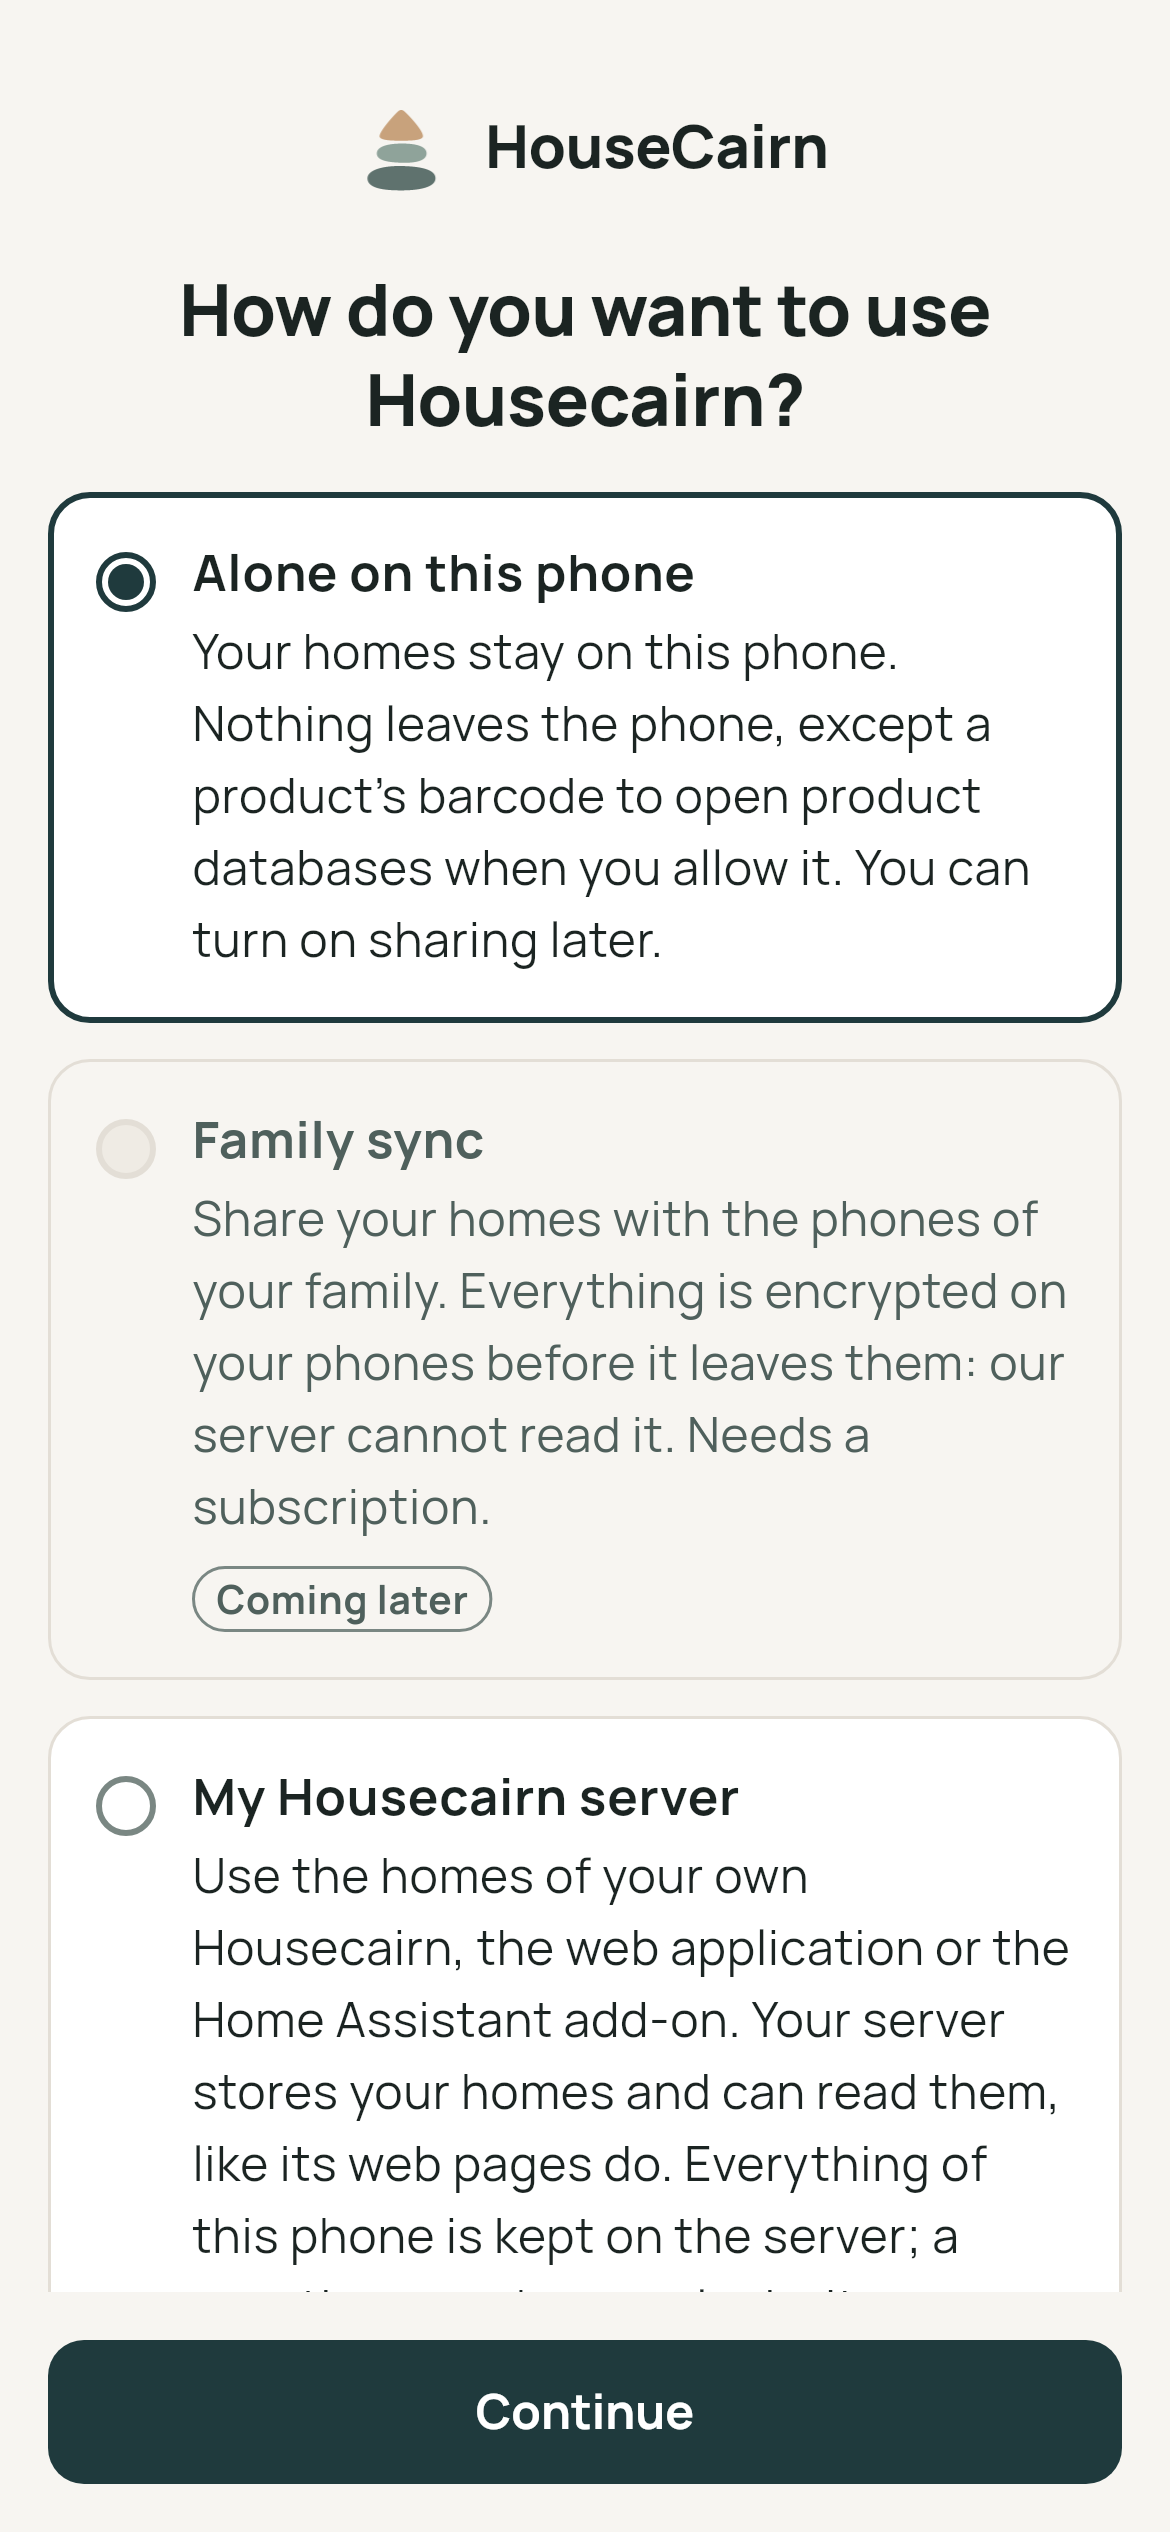 HouseCairn
How do you want to use
Housecairn?
Alone on this phone
Your homes stay on this phone.
Nothing leaves the phone, except a
product's barcode to open product
databases when you allow it. You can
turn on sharing later.
Family sync
Share your homes with the phones of
your family. Everything is encrypted on
your phones before it leaves them: our
server cannot read it. Needs a
subscription.
Coming later
My Housecairn server
Use the homes of your own
Housecairn, the web application or the
Home Assistant add-on. Your server
stores your homes and can read them,
like its web pages do. Everything of
this phone is kept on the server; a
Continue